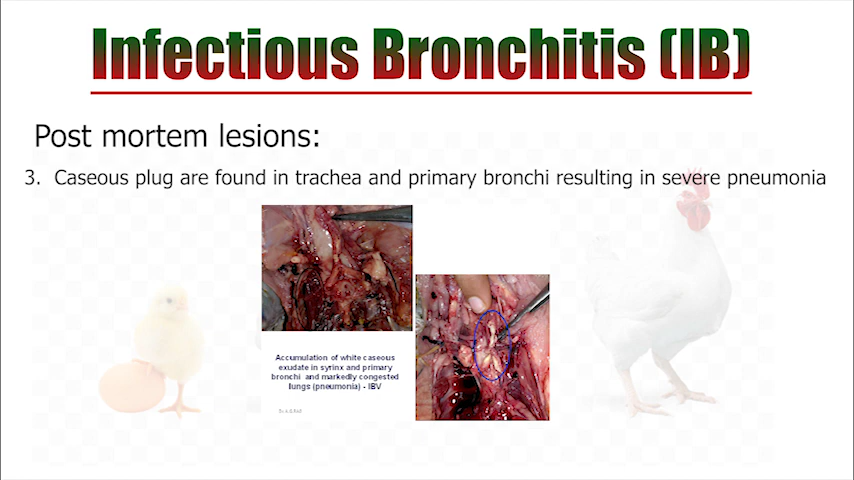 Infectious Bronchitis (IB)
Post mortem lesions:
3. Caseous plug are found in trachea and primary bronchi resulting in severe pneumonia
Accumulation of white caseous
exudate in syrinx and primary
bronchi and markedly congested
lungs (pneumonia) - IBV